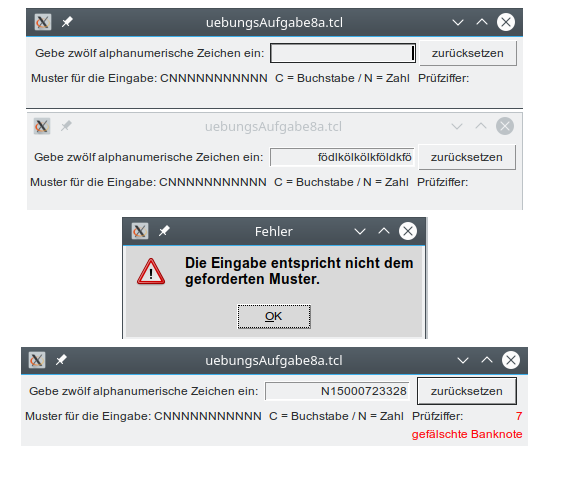 uebungsAufgabe8a.tcl
Gebe zwölf alphanumerische Zeichen ein: zurücksetzen
Muster für die Eingabe: CNNNNNNNNNNN C = Buchstabe / N = Zahl Prüfziffer:
uebungsAufgabe8a.tcl
Gebe zwölf alphanumerische Zeichen ein: födlkölkölkföldkfö zurücksetzen
Muster für die Eingabe: CNNNNNNNNNNN C = Buchstabe / N = Zahl Prüfziffer:
Fehler
Die Eingabe entspricht nicht dem
geforderten Muster.
OK
uebungsAufgabe8a.tcl
Gebe zwölf alphanumerische Zeichen ein: N15000723328 zurücksetzen
Muster für die Eingabe: CNNNNNNNNNNN C = Buchstabe / N = Zahl Prüfziffer: 7
gefälschte Banknote